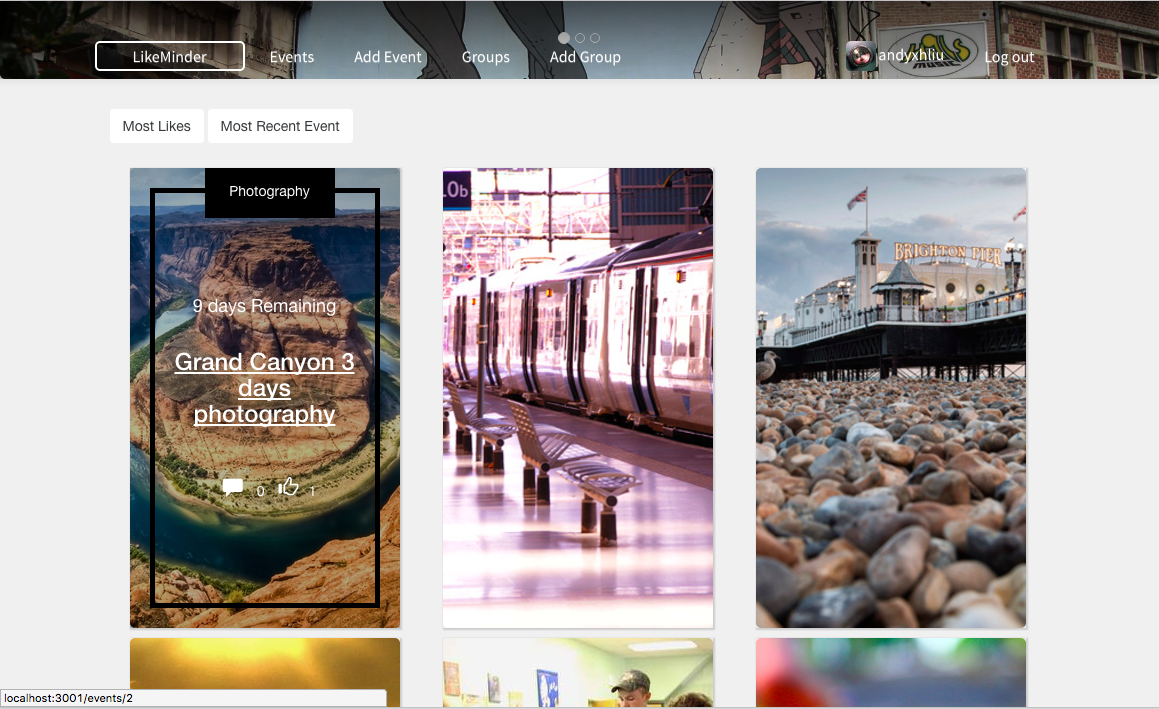 LikeMinder
Events
Add Event
Groups
Add Group
andyxhliu
Log out
Most Likes
Most Recent Event
Photography
9 days Remaining
Grand Canyon 3
days
photography
0
1
0b
BRIGHTON PIER
localhost:3001/events/2